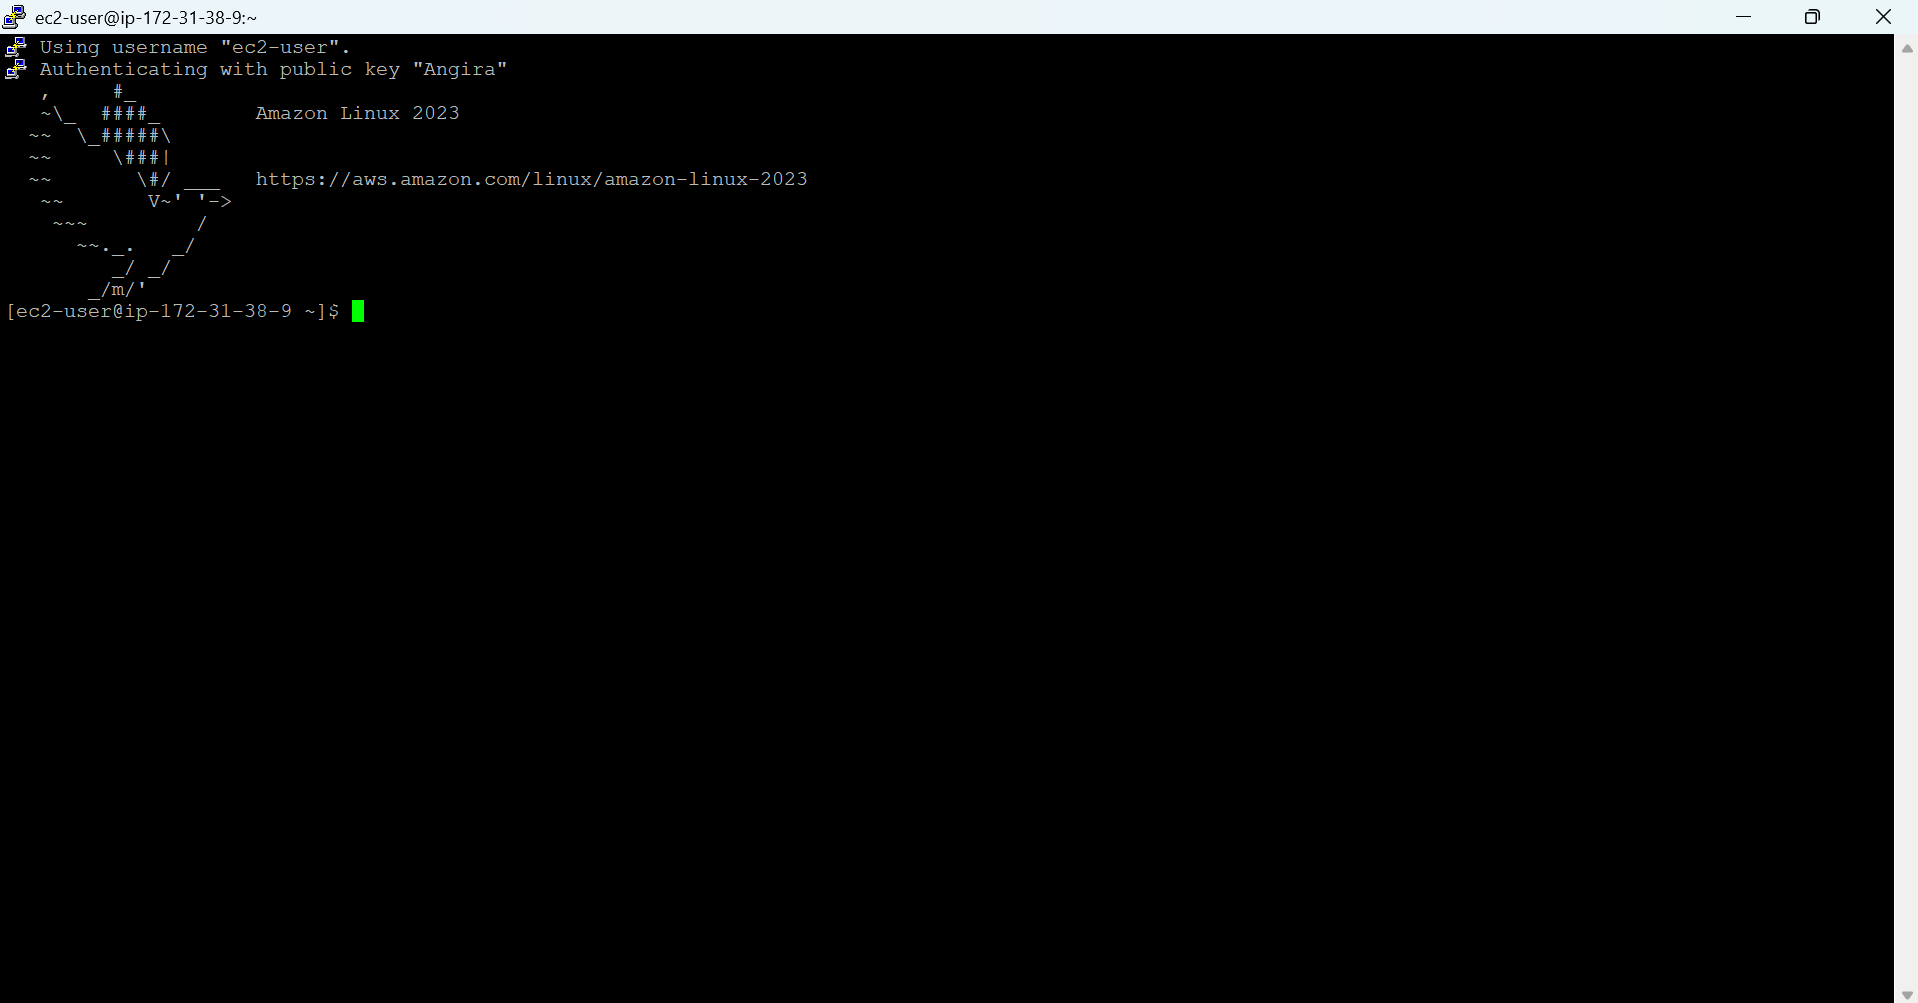 ec2-user@ip-172-31-38-9:~
Using username "ec2-user".
Authenticating with public key "Angira"
   ,     #_
   ~\_  ####_        Amazon Linux 2023
  ~~  \_#####\
  ~~     \###|
  ~~       \#/ ___   https://aws.amazon.com/linux/amazon-linux-2023
   ~~       V~' '->
    ~~~         /
      ~~._.   _/
         _/ _/
       _/m/'
[ec2-user@ip-172-31-38-9 ~]$